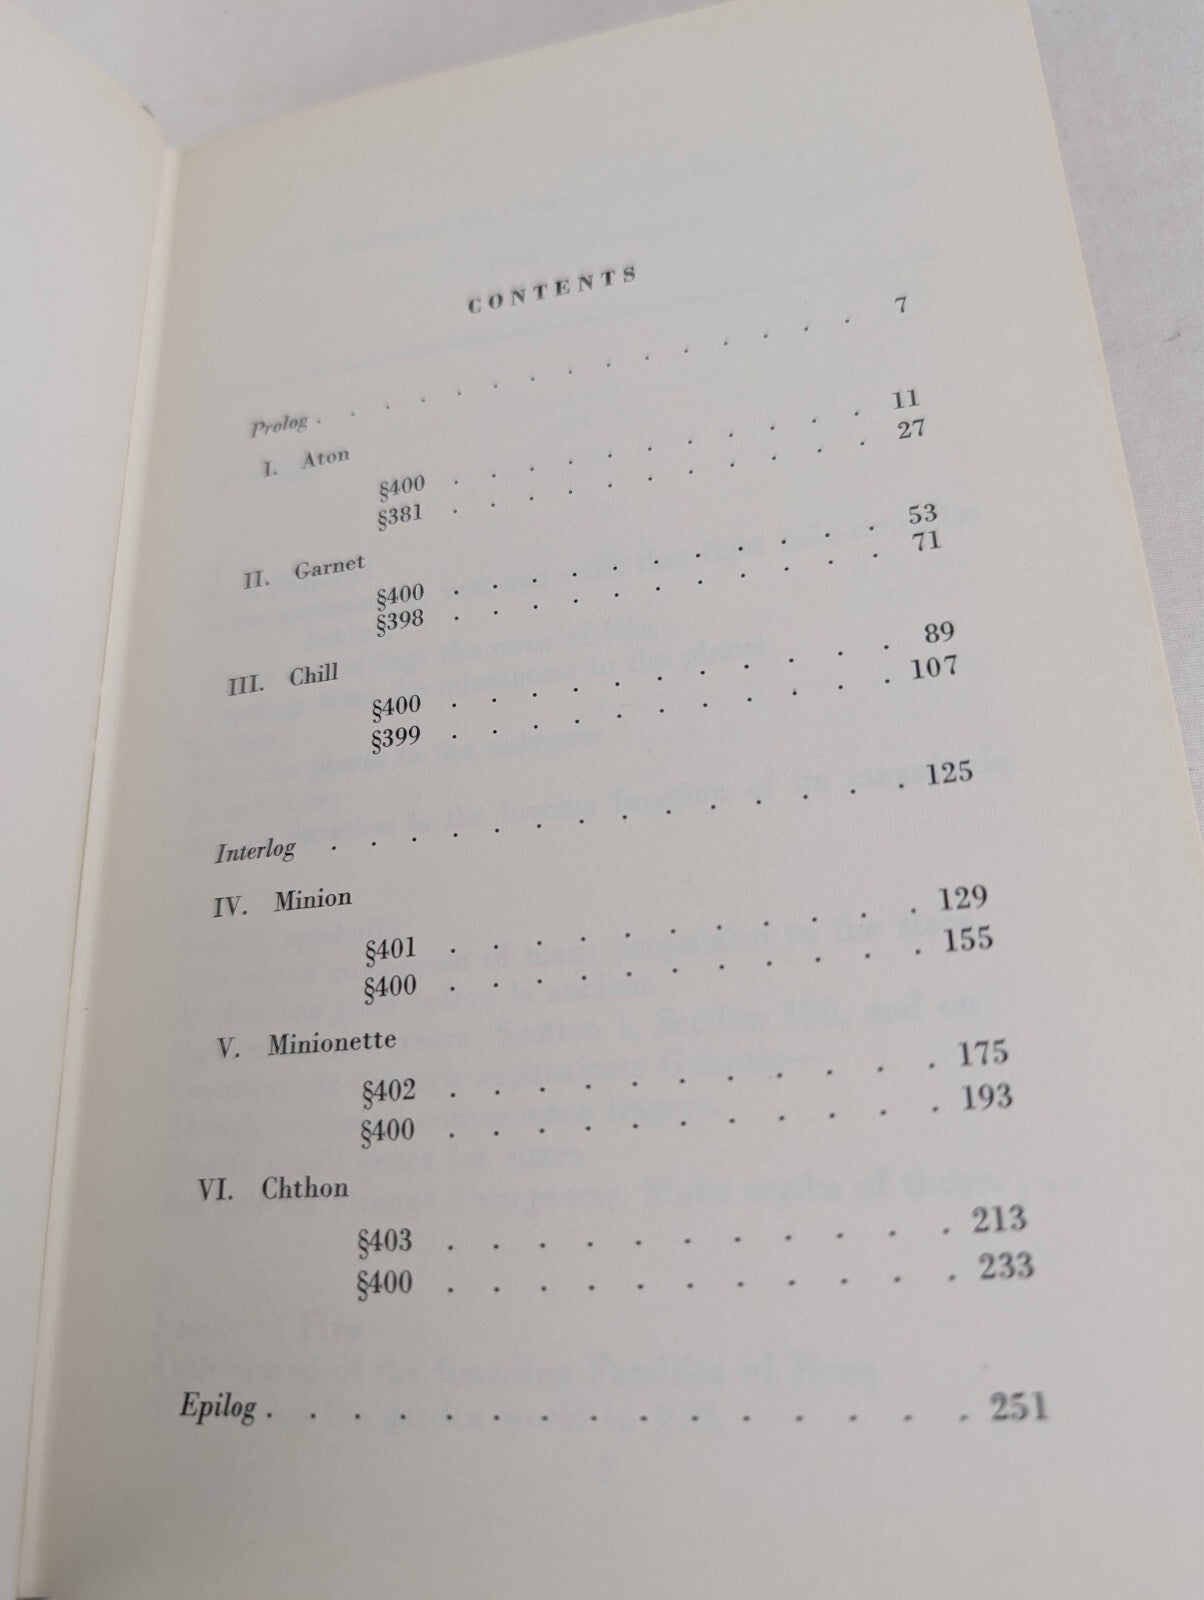 CONTENTS
Prolog . . . . . . . . . . . . . . 7
I. Aton
§400 . . . . . . . . . . . 11
§381 . . . . . . . . . . . 27
II. Garnet
§400 . . . . . . . . . . . 53
§398 . . . . . . . . . . . 71
III. Chill
§400 . . . . . . . . . . . 89
§399 . . . . . . . . . . . 107
Interlog . . . . . . . . . . . . . . 125
IV. Minion
§401 . . . . . . . . . . . 129
§400 . . . . . . . . . . . 155
V. Minionette
§402 . . . . . . . . . . . 175
§400 . . . . . . . . . . . 193
VI. Chthon
§403 . . . . . . . . . . . 213
§400 . . . . . . . . . . . 233
Epilog . . . . . . . . . . . . . . . . 251